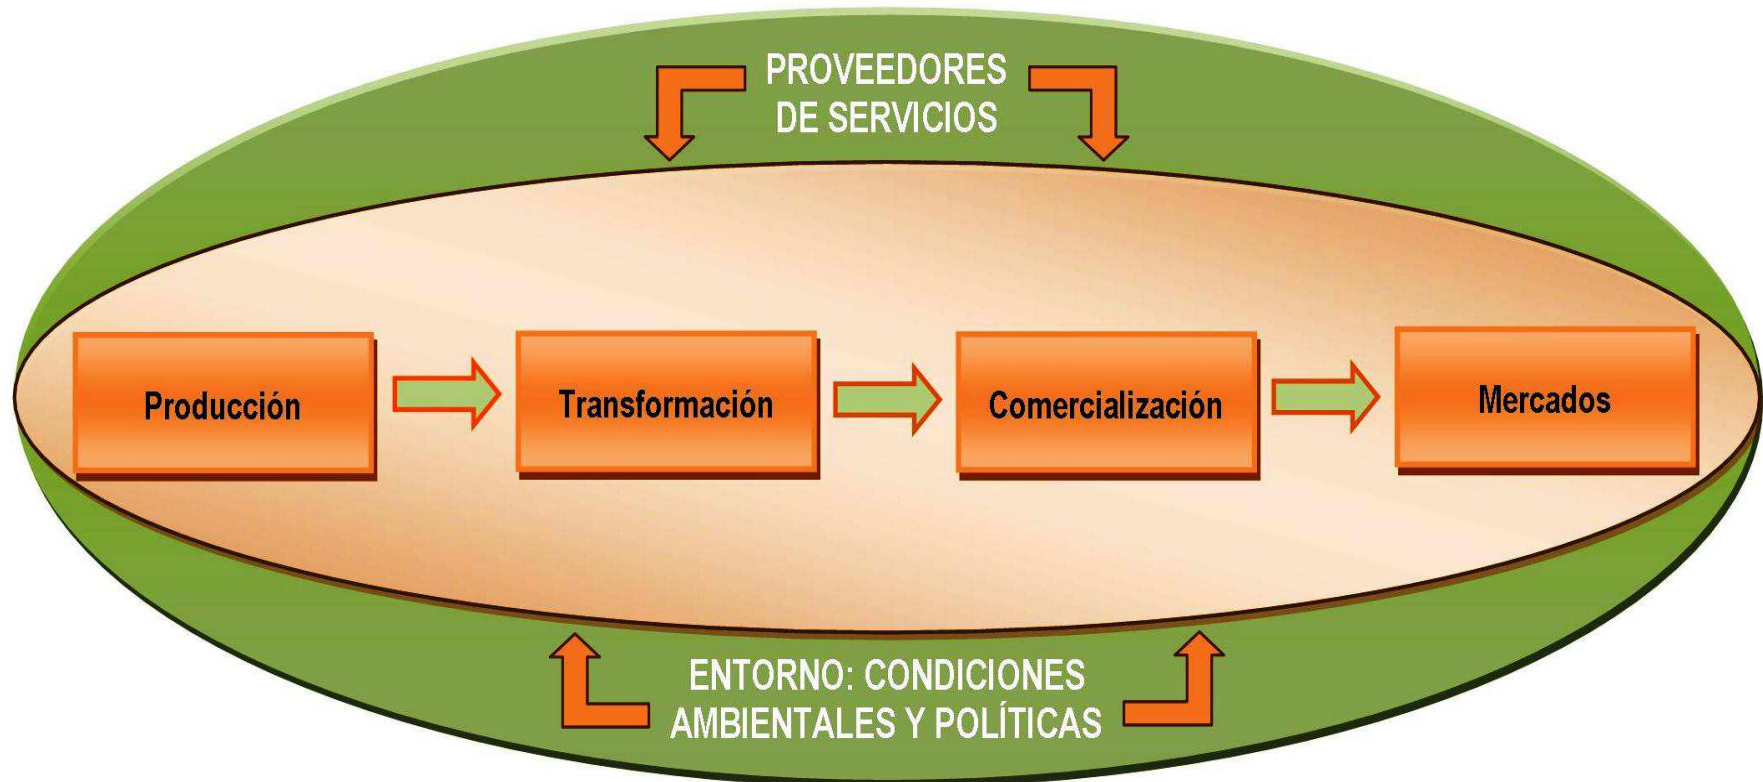 PROVEEDORES
DE SERVICIOS
Producción
Transformación
Comercialización
Mercados
ENTORNO: CONDICIONES
AMBIENTALES Y POLÍTICAS